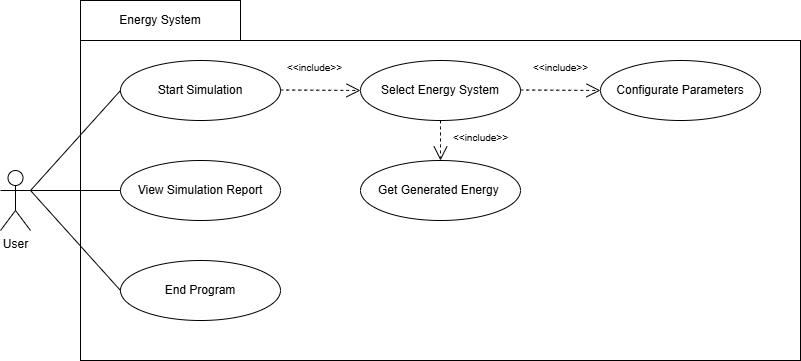 Energy System
<<include>>
<<include>>
Start Simulation
Select Energy System
Configurate Parameters
<<include>>
View Simulation Report
Get Generated Energy
User
End Program